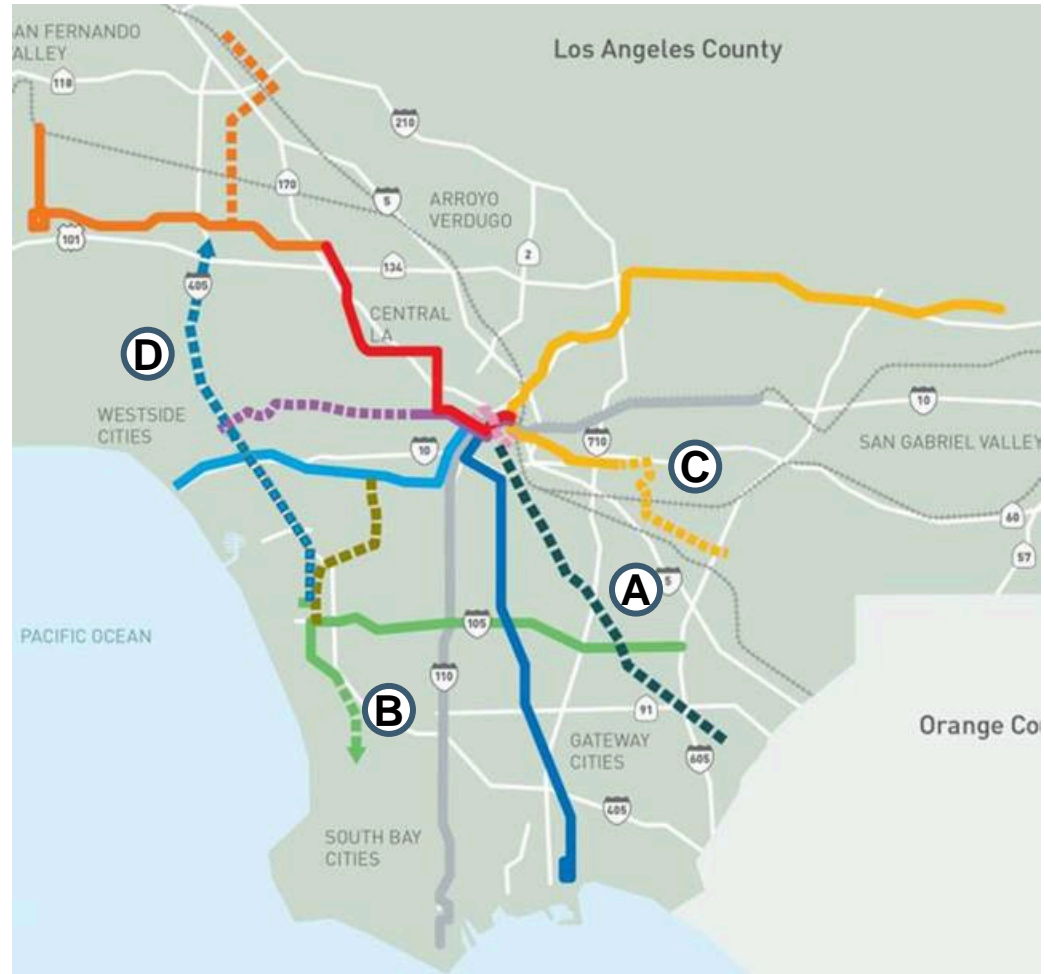 AN FERNANDO
ALLEY
Los Angeles County
118
210
170
5
ARROYO
VERDUGO
101
2
134
405
CENTRAL
LA
D
WESTSIDE
CITIES
10
10
710
SAN GABRIEL VALLEY
C
60
57
A
5
PACIFIC OCEAN
105
110
B
91
Orange Co
GATEWAY
CITIES
605
405
SOUTH BAY
CITIES